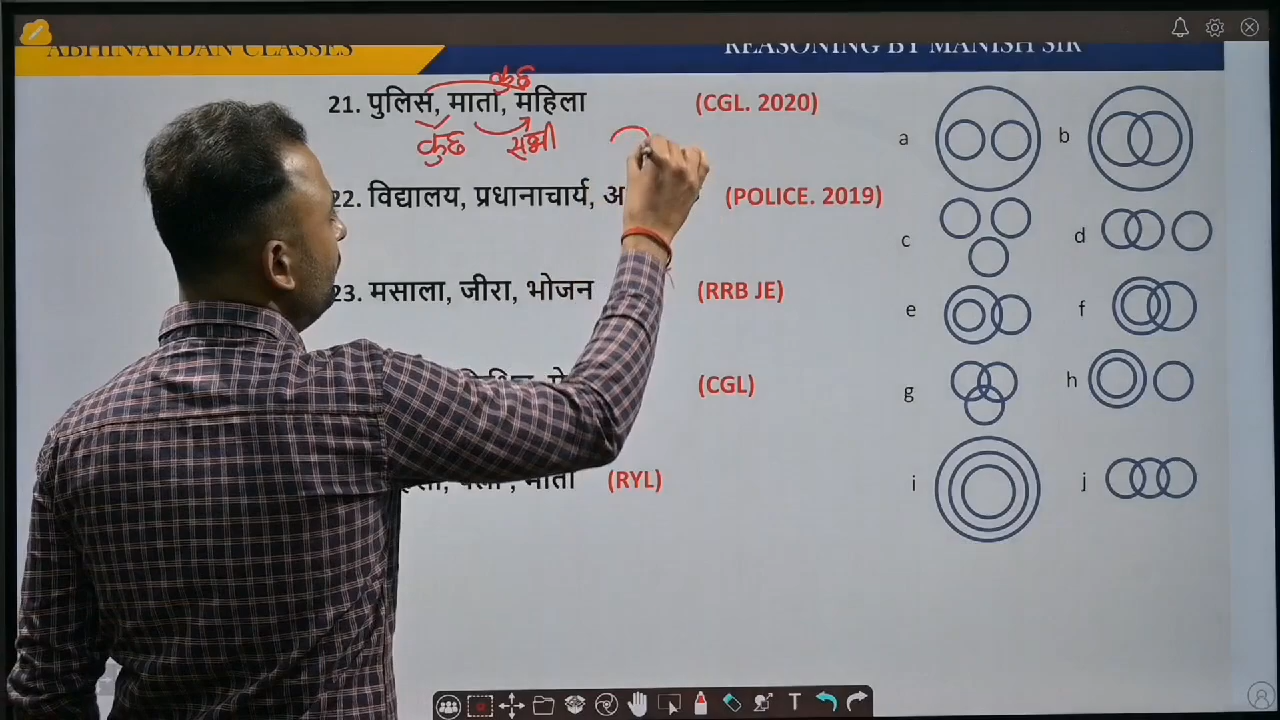 ABHINANDAN CLASSES
REASONING BY MANISH SIR
कुछ
21. पुलिस, माता, महिला (CGL. 2020)
कुछ सभी
22. विद्यालय, प्रधानाचार्य, (POLICE. 2019)
23. मसाला, जीरा, भोजन (RRB JE)
(CGL)
माता (RYL)
a
b
c
d
e
f
g
h
i
j
T